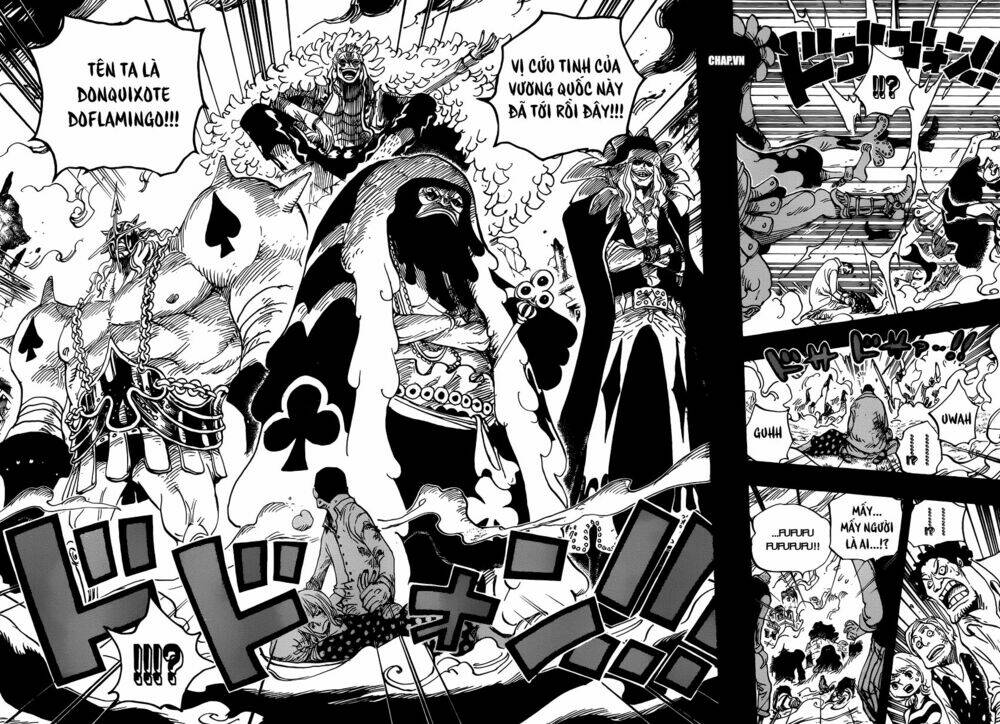 CHAP.VN
ドゴゴゴォン!!
!!?
ドサ
ドサァ…!!
GUHH
UWAH
!?
MẤY...
MẤY NGƯỜI
LÀ AI...!?
...FUFUFUFU
FUFUFUFUFU!!
VỊ CỨU TINH CỦA
VƯƠNG QUỐC NÀY
ĐÃ TỚI RỒI ĐÂY!!!
TÊN TA LÀ
DONQUIXOTE
DOFLAMINGO!!!
ドドォン!!!
!!!?